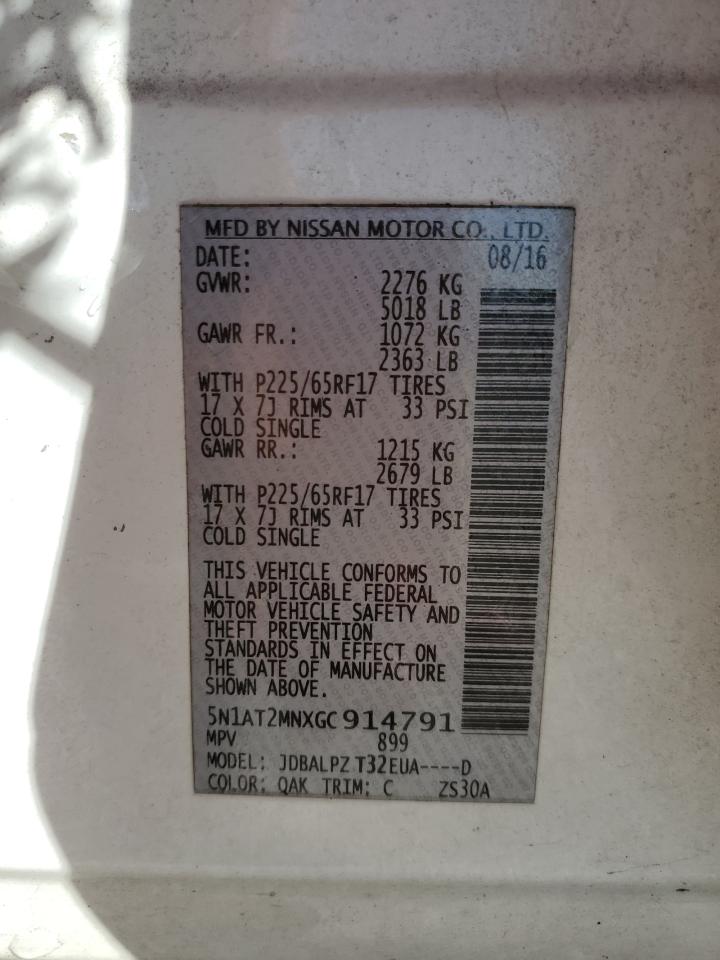 MFD BY NISSAN MOTOR CO., LTD.
DATE: 08/16
GVWR: 2276 KG
5018 LB
GAWR FR.: 1072 KG
2363 LB
WITH P225/65RF17 TIRES
17 X 7J RIMS AT 33 PSI
COLD SINGLE
GAWR RR.: 1215 KG
2679 LB
WITH P225/65RF17 TIRES
17 X 7J RIMS AT 33 PSI
COLD SINGLE
THIS VEHICLE CONFORMS TO
ALL APPLICABLE FEDERAL
MOTOR VEHICLE SAFETY AND
THEFT PREVENTION
STANDARDS IN EFFECT ON
THE DATE OF MANUFACTURE
SHOWN ABOVE.
5N1AT2MNXGC914791
MPV 899
MODEL: JDBALPZ T32EUA----D
COLOR: QAK TRIM: C ZS30A